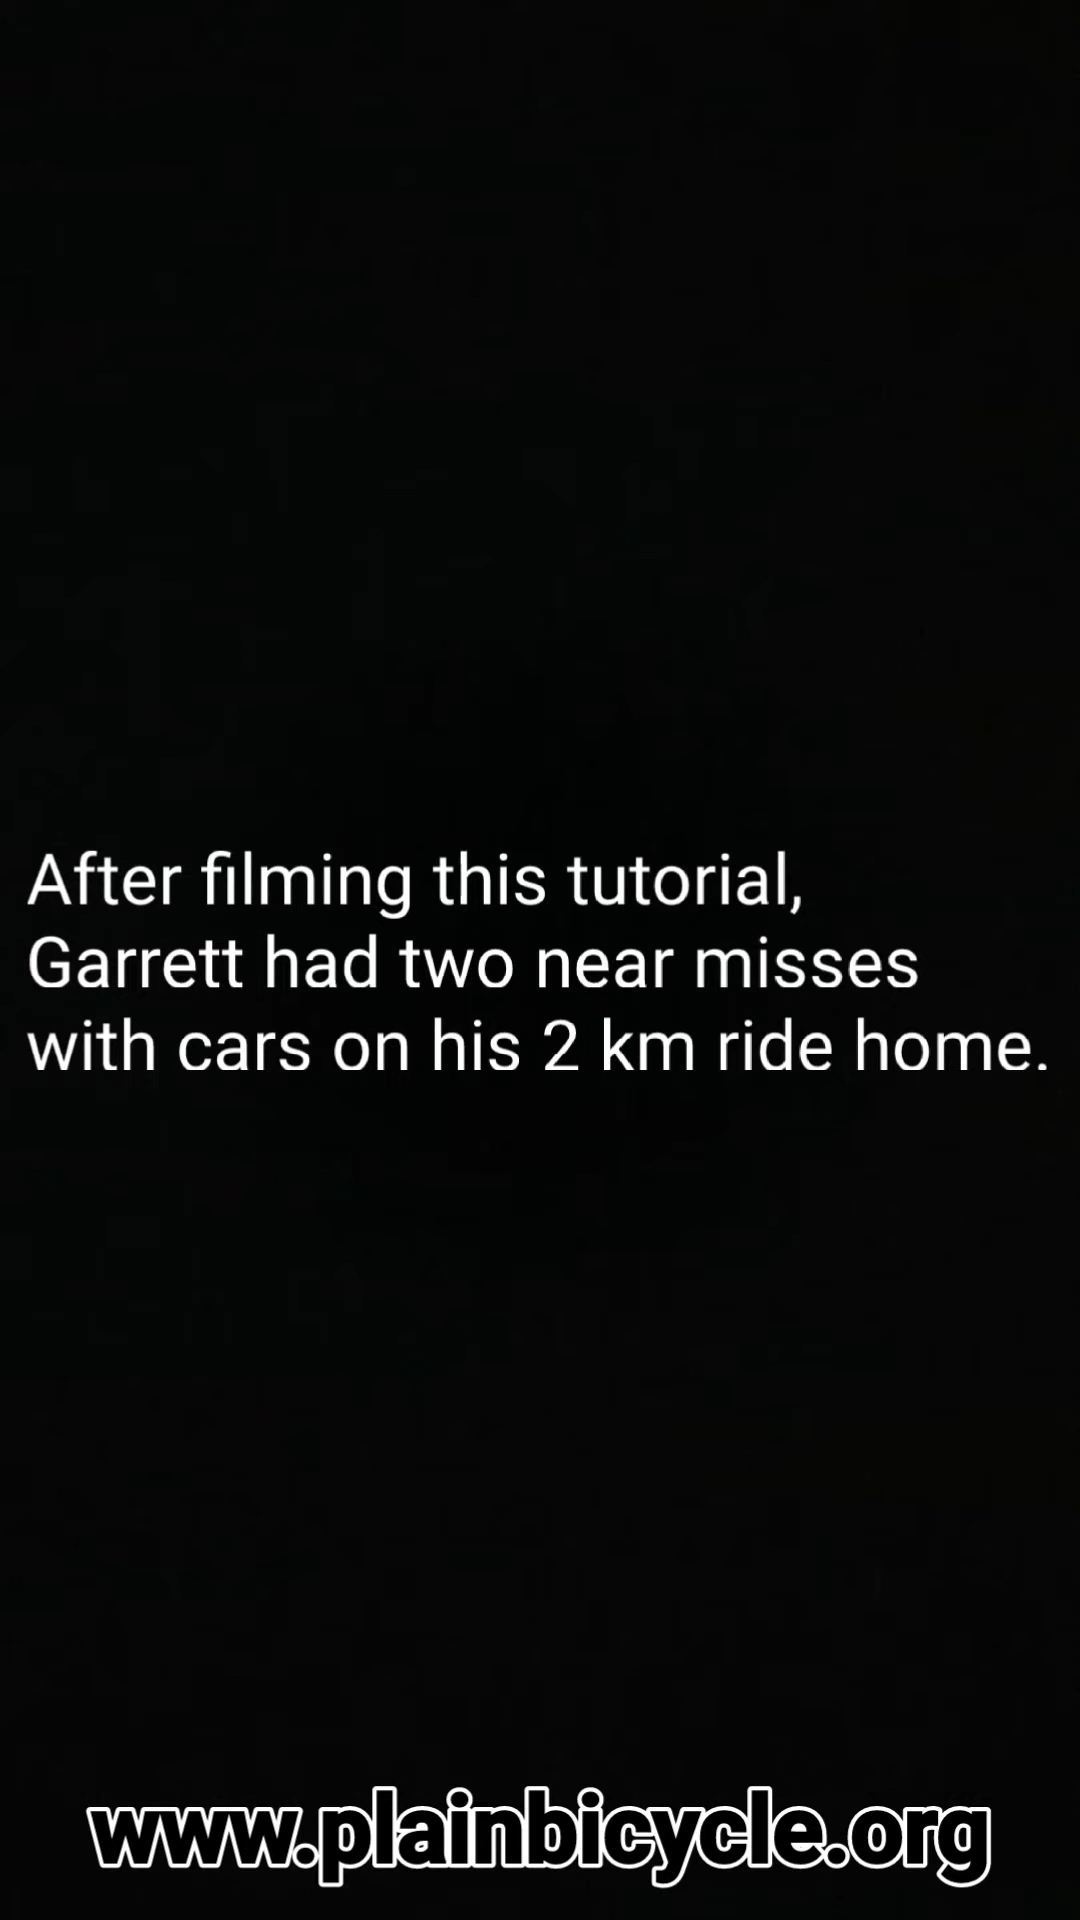 After filming this tutorial,
Garrett had two near misses
with cars on his 2 km ride home.
www.plainbicycle.org